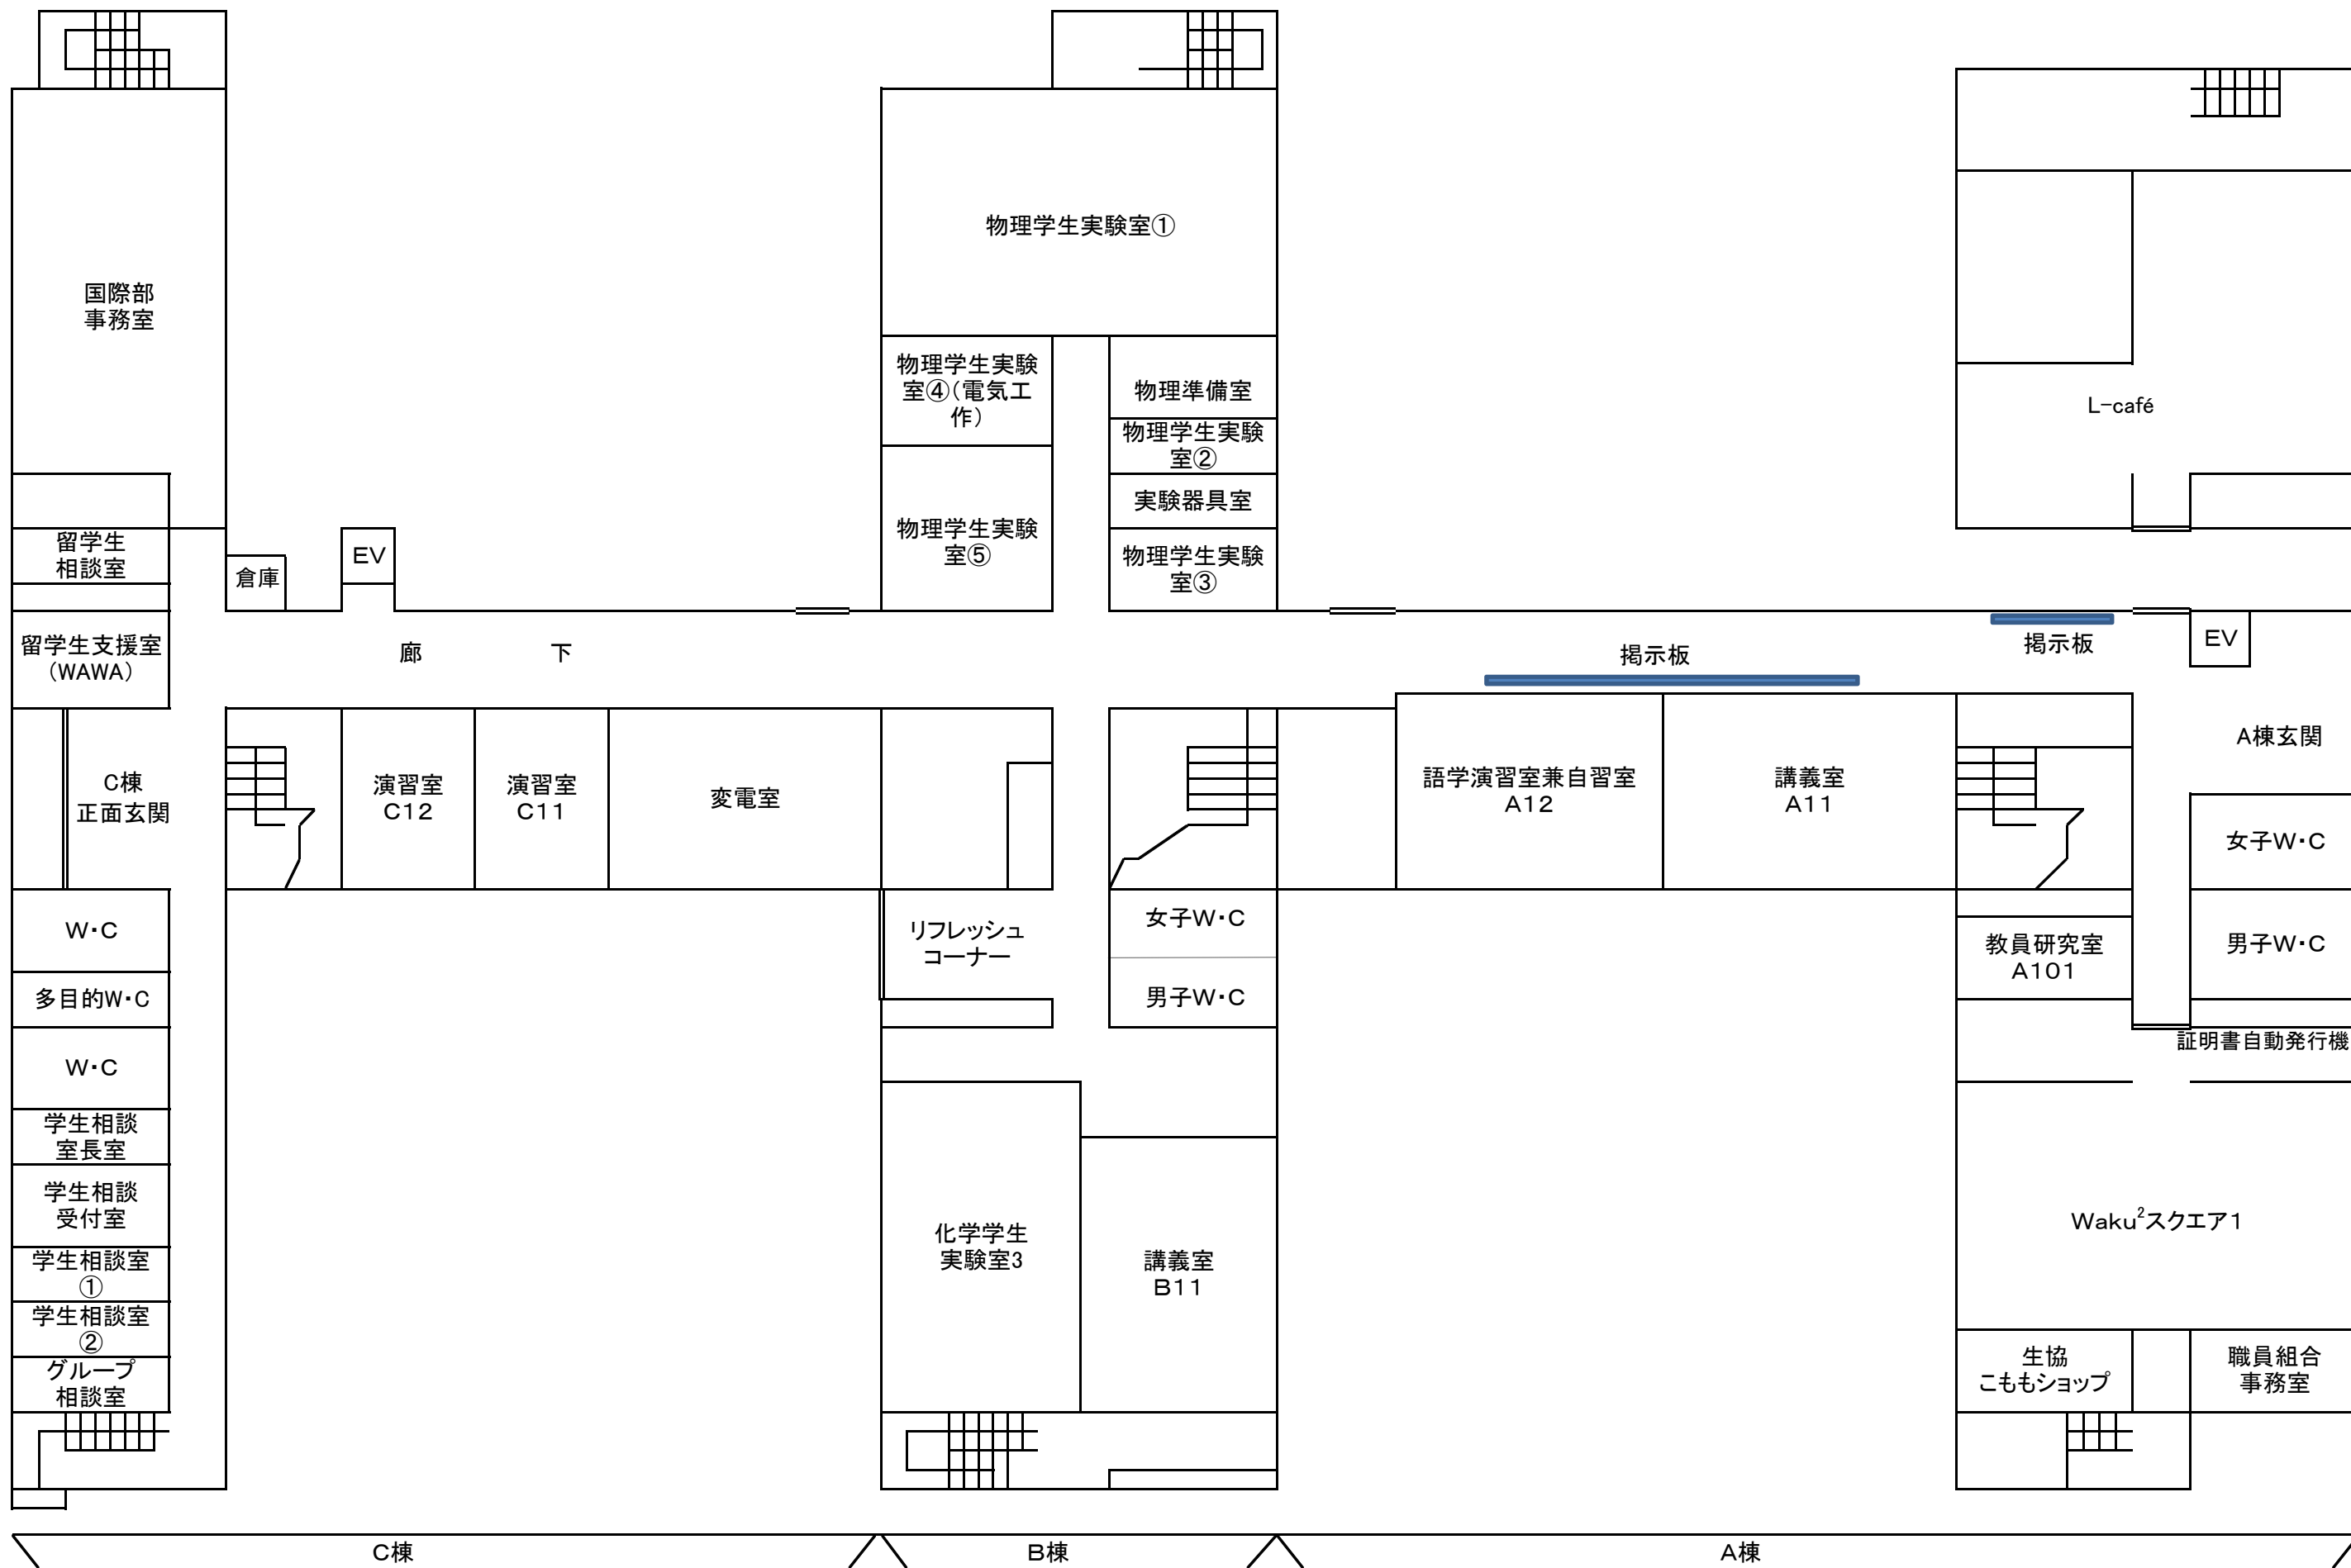 国際部
事務室
留学生
相談室
倉庫
EV
留学生支援室
(WAWA)
廊 下
C棟
正面玄関
演習室
C12
演習室
C11
変電室
W・C
多目的W・C
W・C
学生相談
室長室
学生相談
受付室
学生相談室
①
学生相談室
②
グループ
相談室
物理学生実験室①
物理学生実験
室④(電気工
作)
物理準備室
物理学生実験
室②
実験器具室
物理学生実験
室⑤
物理学生実験
室③
リフレッシュ
コーナー
女子W・C
男子W・C
化学学生
実験室3
講義室
B11
L-café
掲示板
掲示板
EV
A棟玄関
語学演習室兼自習室
A12
講義室
A11
女子W・C
教員研究室
A101
男子W・C
証明書自動発行機
Waku²スクエア1
生協
こももショップ
職員組合
事務室
C棟
B棟
A棟